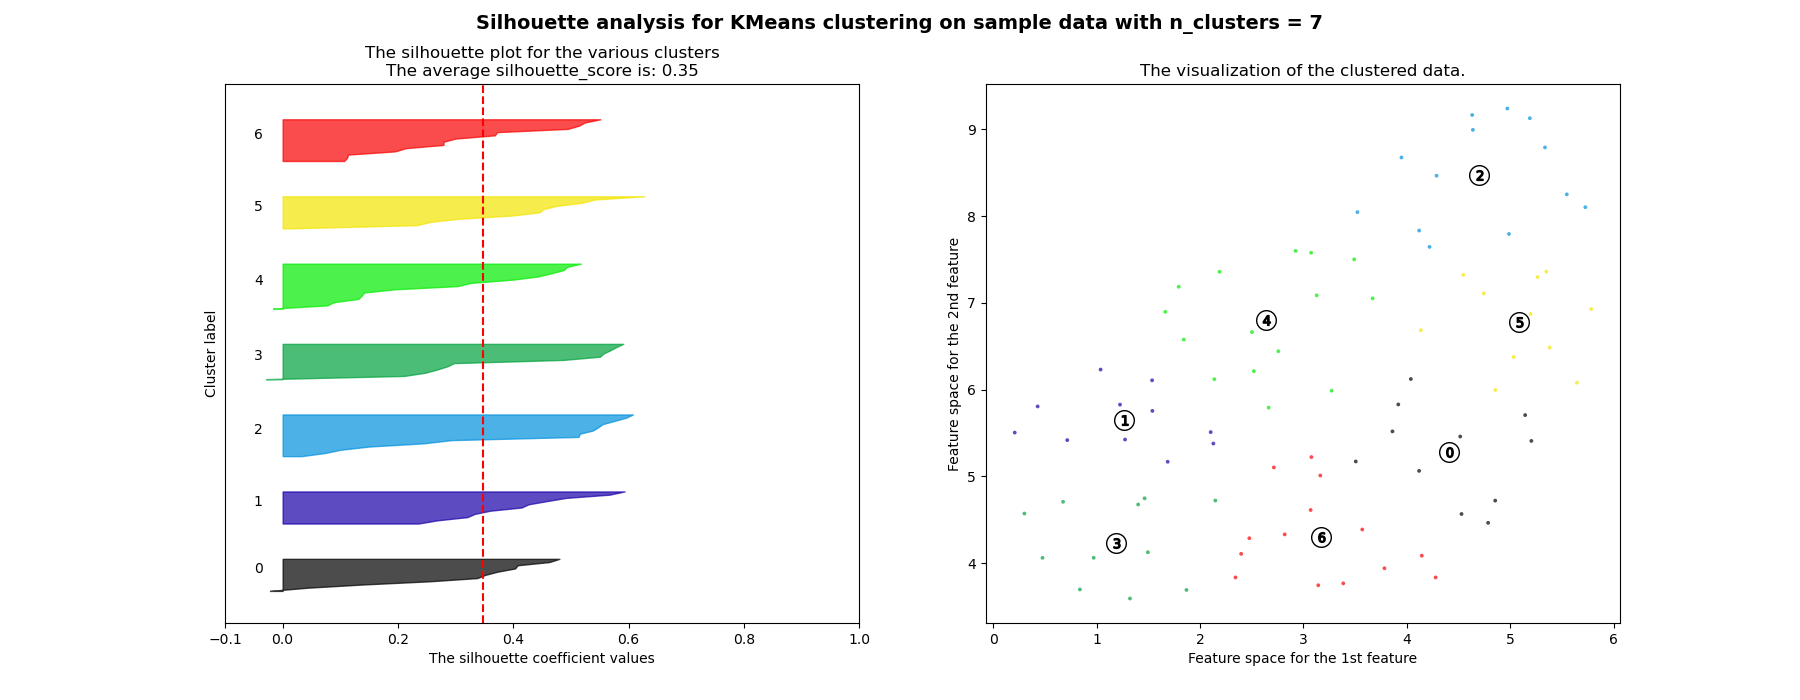 Silhouette analysis for KMeans clustering on sample data with n_clusters = 7
The silhouette plot for the various clusters
The average silhouette_score is: 0.35
6
5
4
3
2
1
0
Cluster label
−0.1 0.0 0.2 0.4 0.6 0.8 1.0
The silhouette coefficient values
The visualization of the clustered data.
9
8
7
6
5
4
Feature space for the 2nd feature
2
4
5
1
0
3
6
0 1 2 3 4 5 6
Feature space for the 1st feature